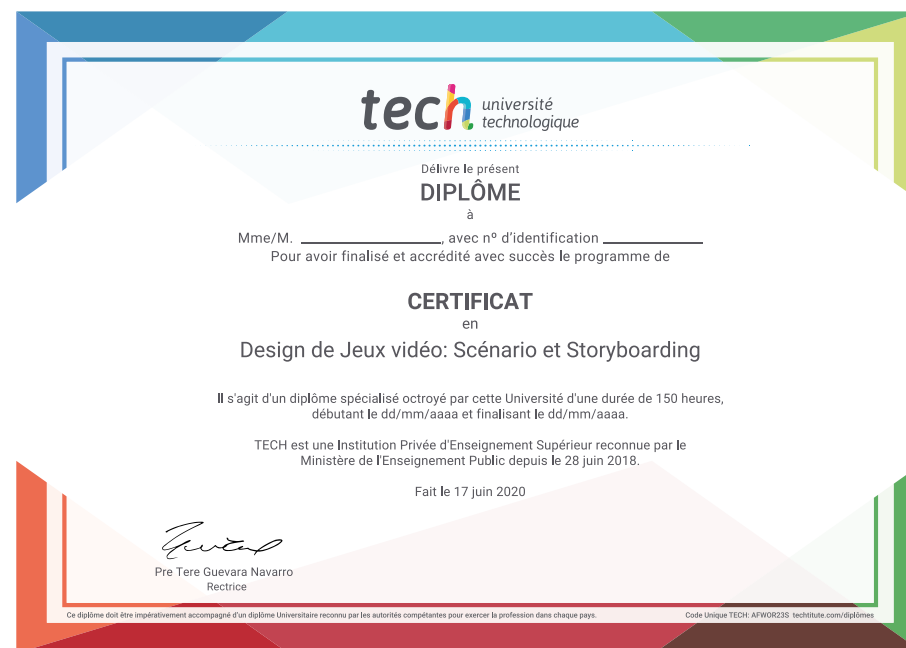 tech université
technologique
Délivre le présent
DIPLÔME
à
Mme/M. ____________________, avec nº d'identification ______________
Pour avoir finalisé et accrédité avec succès le programme de
CERTIFICAT
en
Design de Jeux vidéo: Scénario et Storyboarding
Il s'agit d'un diplôme spécialisé octroyé par cette Université d'une durée de 150 heures,
débutant le dd/mm/aaaa et finalisant le dd/mm/aaaa.
TECH est une Institution Privée d'Enseignement Supérieur reconnue par le
Ministère de l'Enseignement Public depuis le 28 juin 2018.
Fait le 17 juin 2020
Pre Tere Guevara Navarro
Rectrice
Ce diplôme doit être impérativement accompagné d'un diplôme Universitaire reconnu par les autorités compétentes pour exercer la profession dans chaque pays.
Code Unique TECH: AFWOR23S techtitute.com/diplômes